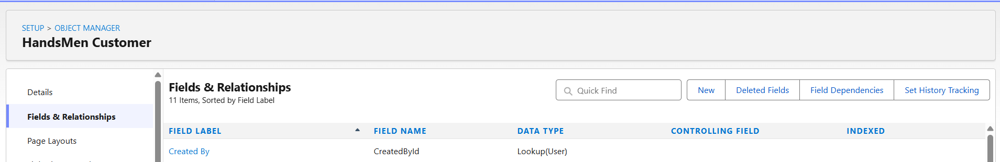 SETUP > OBJECT MANAGER
HandsMen Customer
Details
Fields & Relationships
Page Layouts
Fields & Relationships
11 Items, Sorted by Field Label
Quick Find
New
Deleted Fields
Field Dependencies
Set History Tracking
FIELD LABEL FIELD NAME DATA TYPE CONTROLLING FIELD INDEXED
Created By CreatedById Lookup(User)